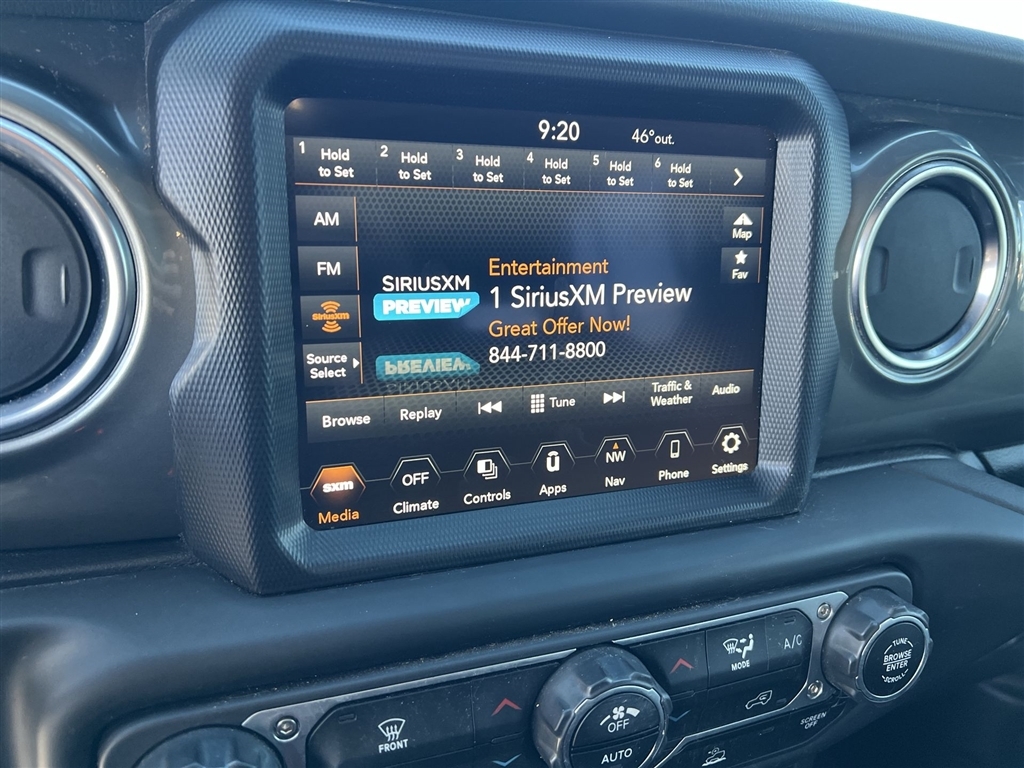 9:20 46°out.
1 Hold to Set
2 Hold to Set
3 Hold to Set
4 Hold to Set
5 Hold to Set
6 Hold to Set
AM
FM
SiriusXM
Source Select
Map
Fav
SIRIUSXM
PREVIEW
Entertainment
1 SiriusXM Preview
Great Offer Now!
844-711-8800
Browse Replay Tune Traffic & Weather Audio
sxm
Media
OFF
Climate
Controls
Apps
NW
Nav
Phone
Settings
FRONT
OFF
AUTO
MODE
A/C
SCREEN OFF
TUNE
BROWSE
ENTER
SCROLL